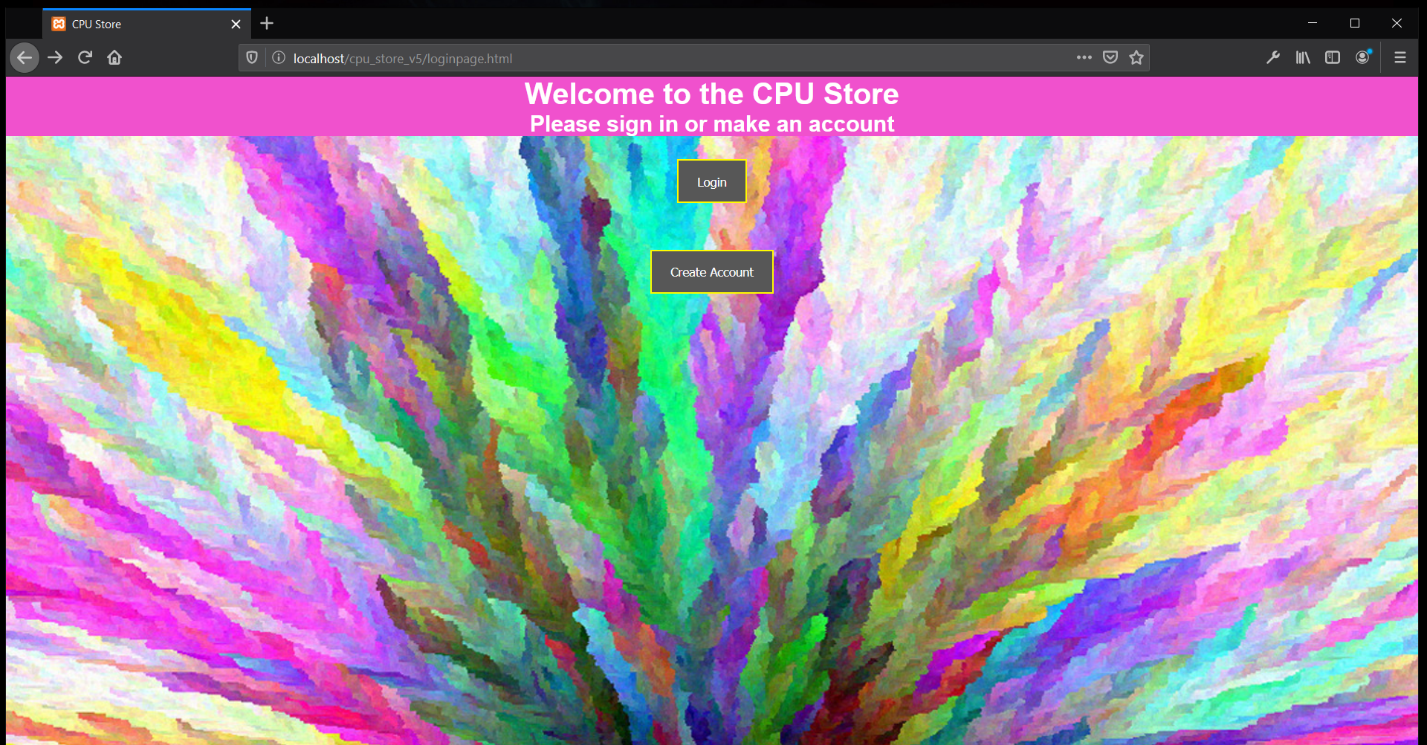 CPU Store
localhost/cpu_store_v5/loginpage.html
Welcome to the CPU Store
Please sign in or make an account
Login
Create Account